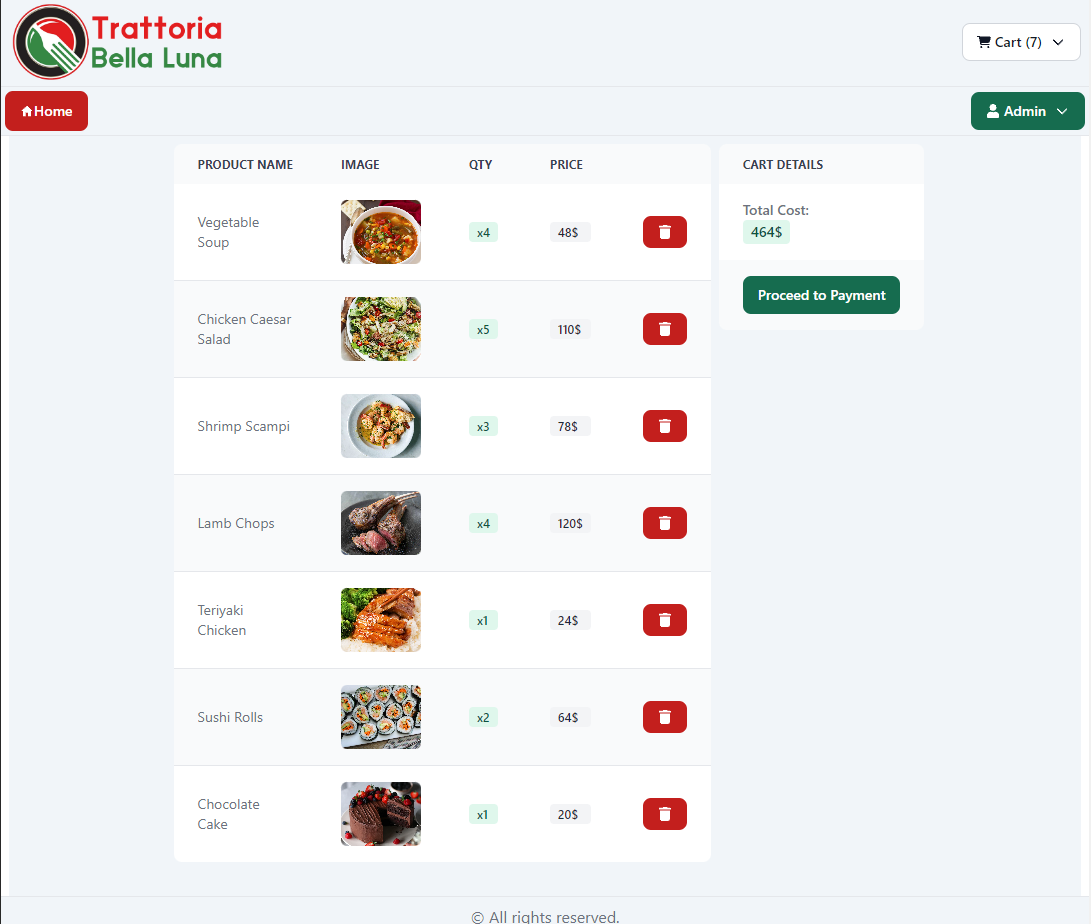 Trattoria
Bella Luna
Cart (7)
Home
Admin
PRODUCT NAME IMAGE QTY PRICE
CART DETAILS
Vegetable
Soup
x4
48$
Total Cost:
464$
Proceed to Payment
Chicken Caesar
Salad
x5
110$
Shrimp Scampi
x3
78$
Lamb Chops
x4
120$
Teriyaki
Chicken
x1
24$
Sushi Rolls
x2
64$
Chocolate
Cake
x1
20$
© All rights reserved.